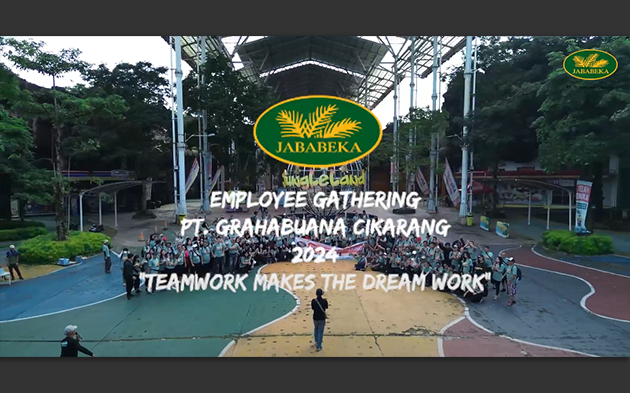 JABABEKA
JABABEKA
JUNGLELAND
EMPLOYEE GATHERING
PT. GRAHABUANA CIKARANG
2024
"TEAMWORK MAKES THE DREAM WORK"